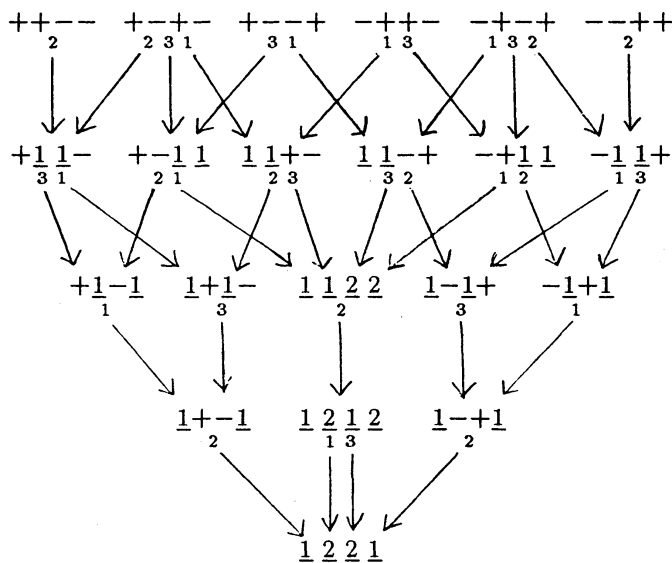 ++−− +−+− +−−+ −++− −+−+ −−++
2 2 3 1 3 1 1 3 1 3 2 2
+1 1− +−1 1 1 1+− 1 1−+ −+1 1 −1 1+
3 1 2 1 2 3 3 2 1 2 1 3
+1−1 1+1− 1 1 2 2 1−1+ −1+1
1 3 2 3 1
1+−1 1 2 1 2 1−+1
2 1 3 2
1 2 2 1